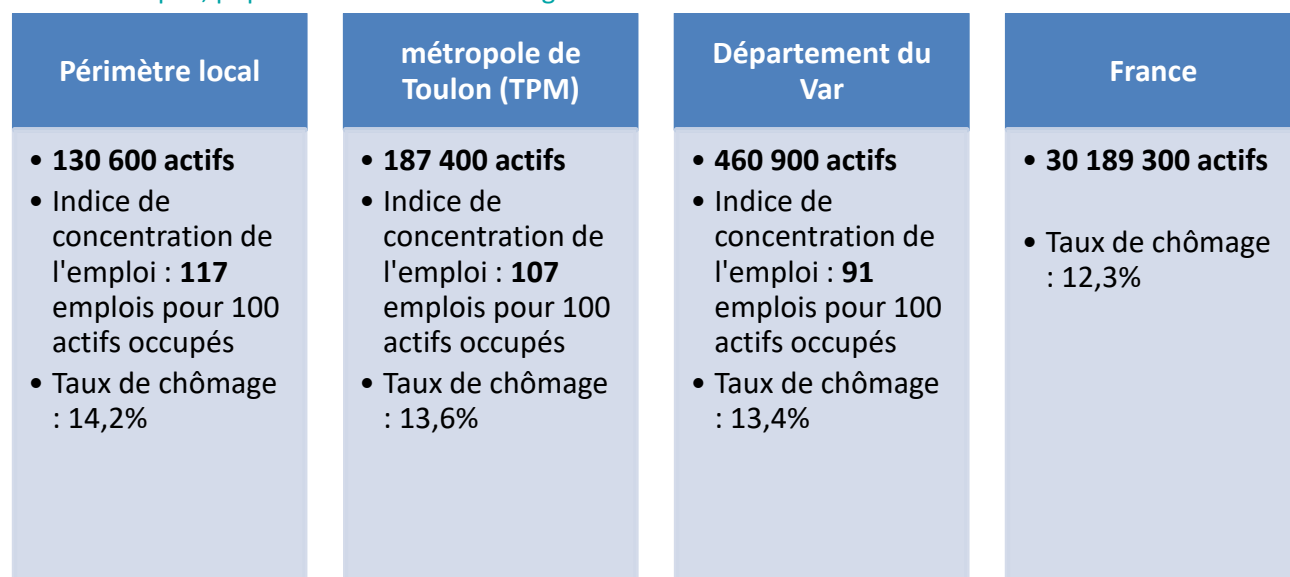 Périmètre local
• 130 600 actifs
• Indice de
concentration de
l'emploi : 117
emplois pour 100
actifs occupés
• Taux de chômage
: 14,2%
métropole de
Toulon (TPM)
• 187 400 actifs
• Indice de
concentration de
l'emploi : 107
emplois pour 100
actifs occupés
• Taux de chômage
: 13,6%
Département du
Var
• 460 900 actifs
• Indice de
concentration de
l'emploi : 91
emplois pour 100
actifs occupés
• Taux de chômage
: 13,4%
France
• 30 189 300 actifs
• Taux de chômage
: 12,3%